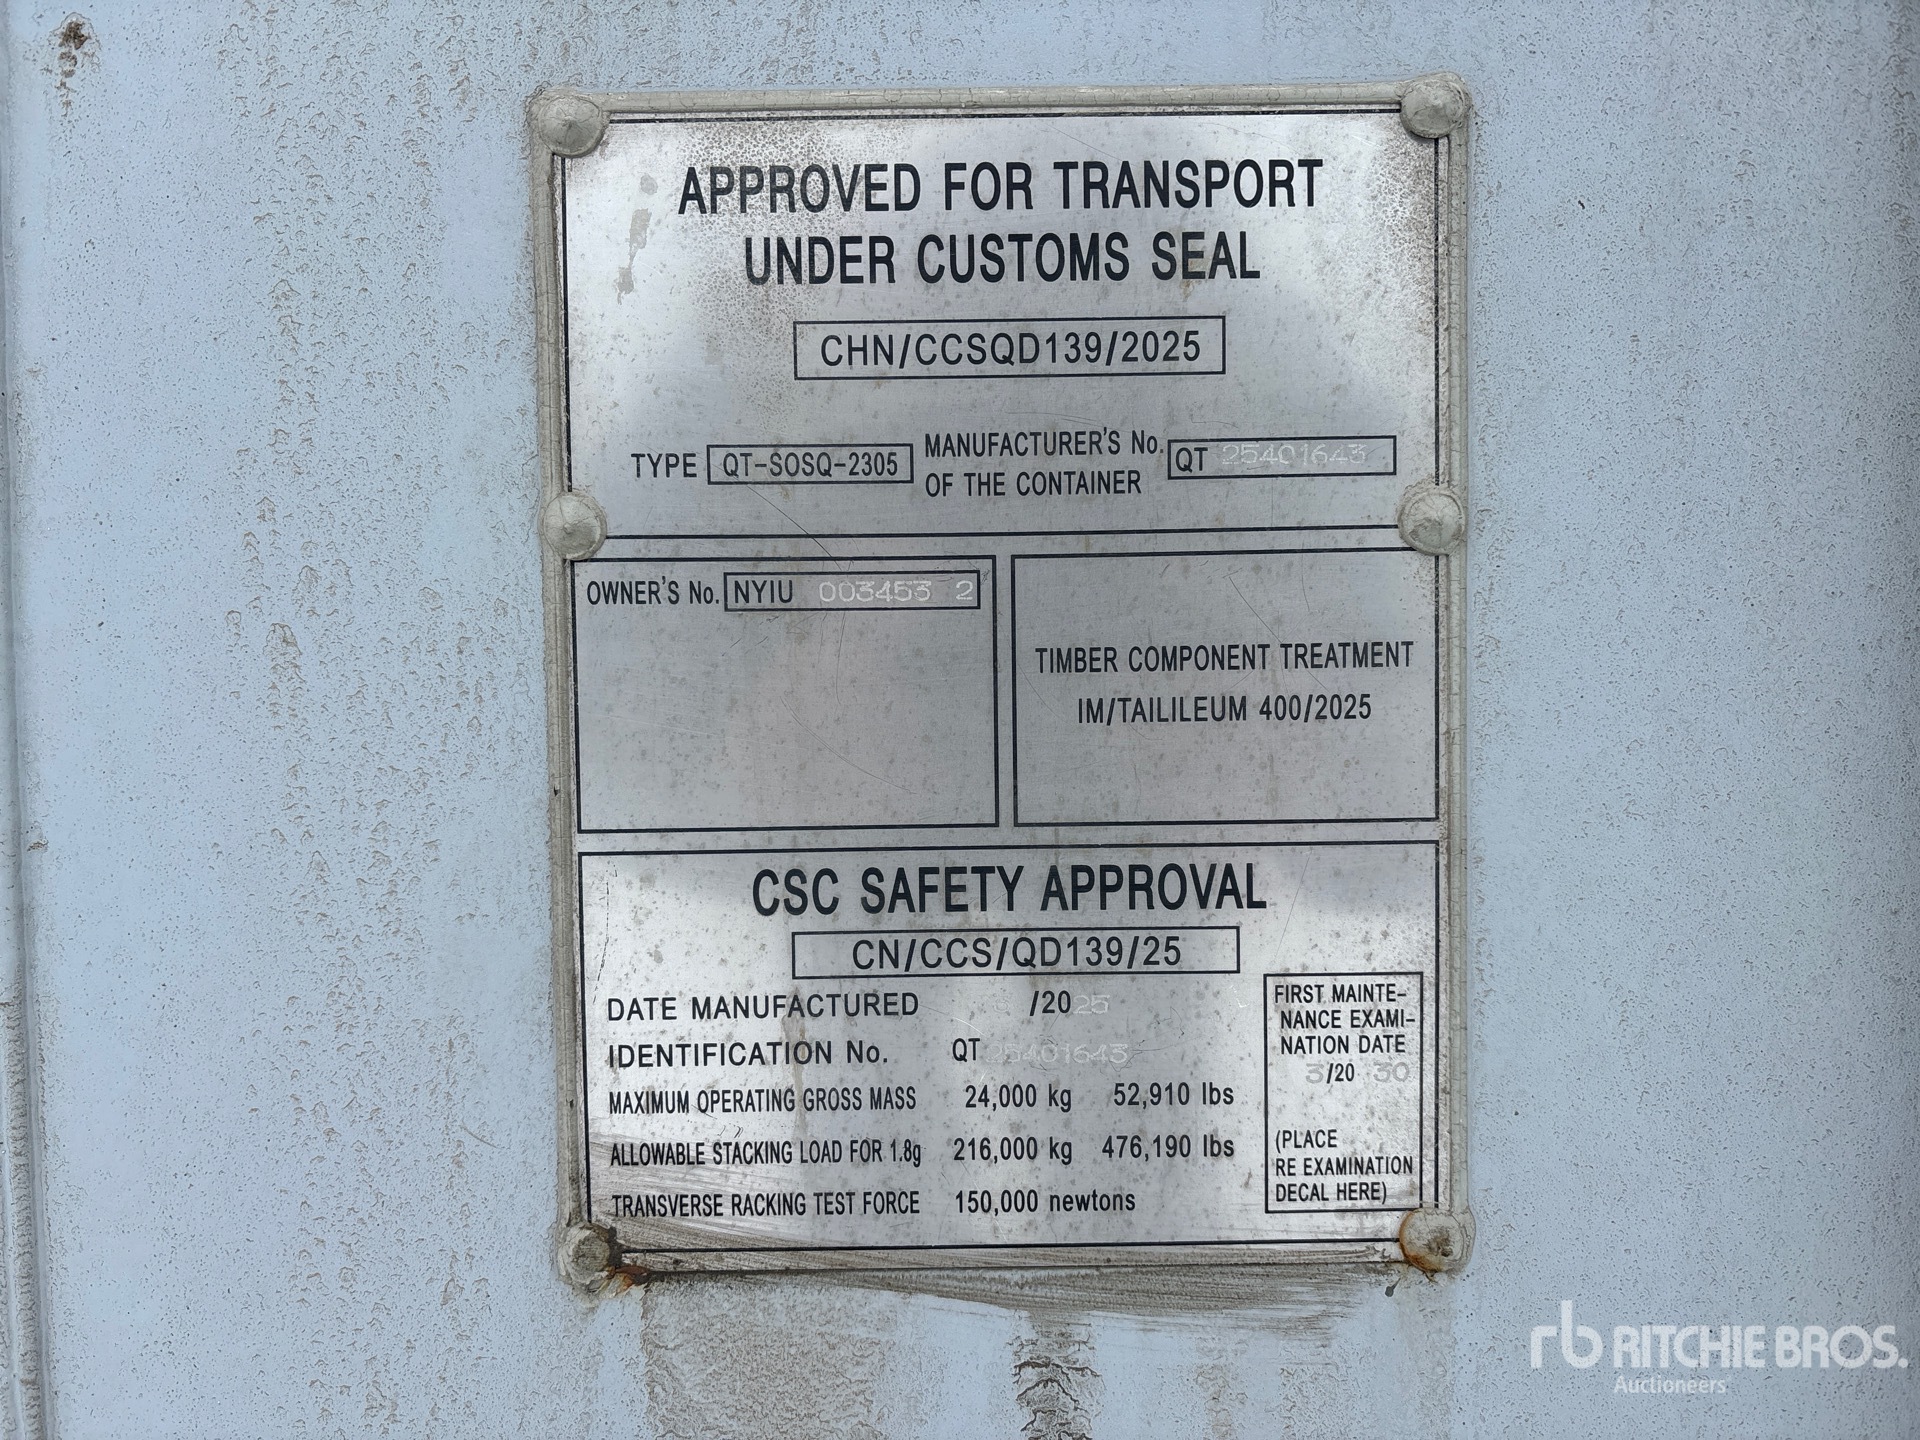 APPROVED FOR TRANSPORT
UNDER CUSTOMS SEAL
CHN/CCSQD139/2025
TYPE QT-SOSQ-2305 MANUFACTURER'S No. OF THE CONTAINER QT 25401643
OWNER'S No. NYIU 003453 2
TIMBER COMPONENT TREATMENT
IM/TAILILEUM 400/2025
CSC SAFETY APPROVAL
CN/CCS/QD139/25
DATE MANUFACTURED /20 25
IDENTIFICATION No. QT 25401643
MAXIMUM OPERATING GROSS MASS 24,000 kg 52,910 lbs
ALLOWABLE STACKING LOAD FOR 1.8g 216,000 kg 476,190 lbs
TRANSVERSE RACKING TEST FORCE 150,000 newtons
FIRST MAINTE-
NANCE EXAMI-
NATION DATE
3/20 30
(PLACE
RE EXAMINATION
DECAL HERE)
rb RITCHIE BROS.
Auctioneers